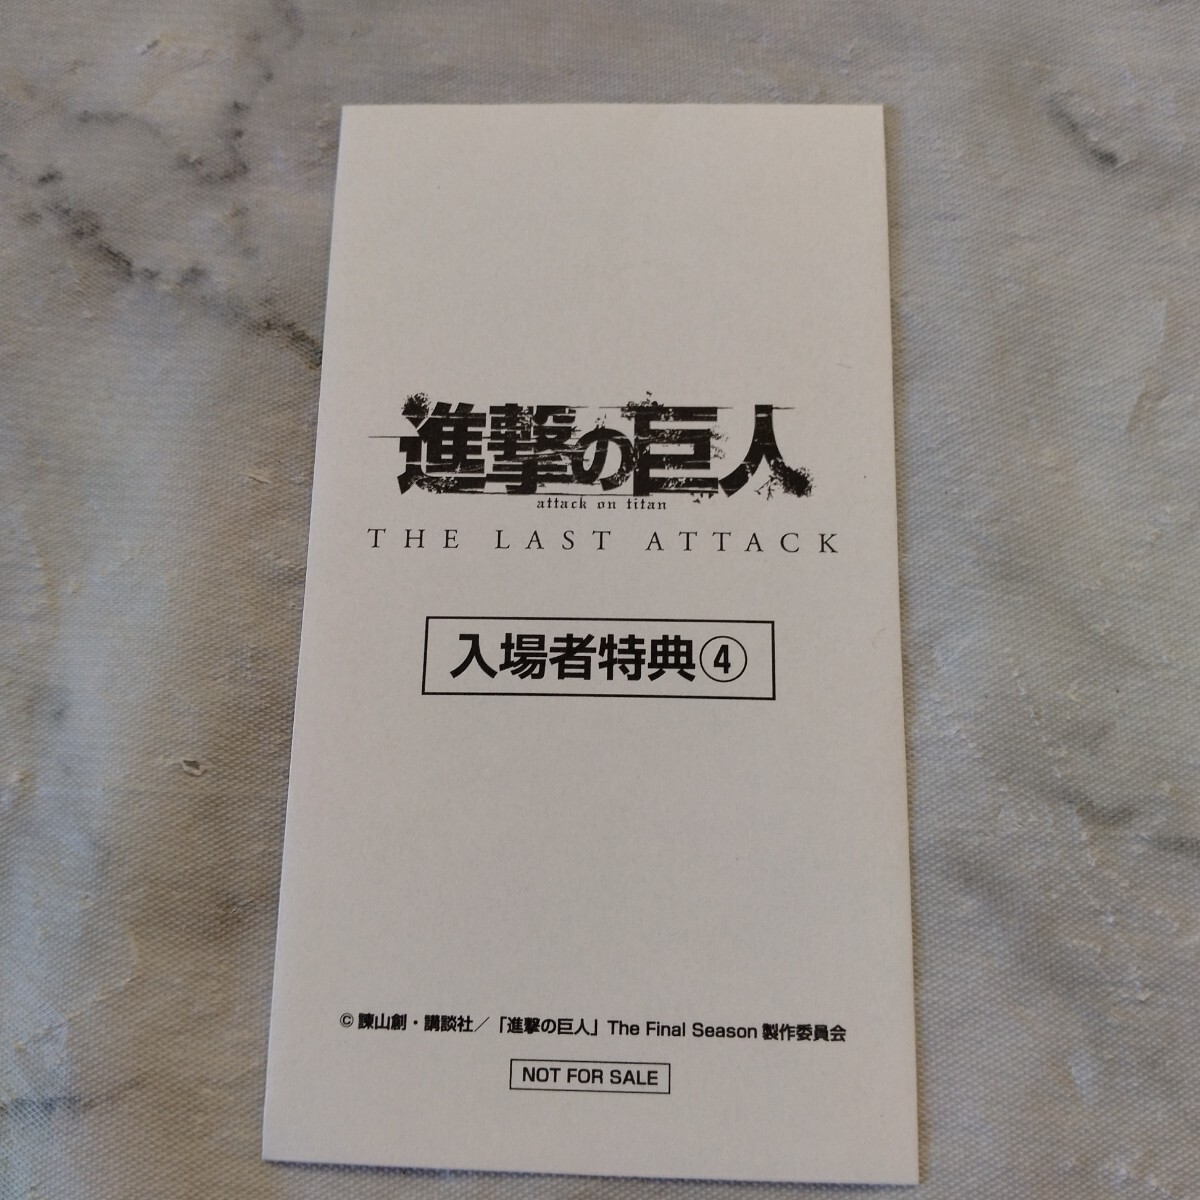 進撃の巨人
attack on titan
THE LAST ATTACK
入場者特典④
©諫山創・講談社／「進撃の巨人」The Final Season 製作委員会
NOT FOR SALE